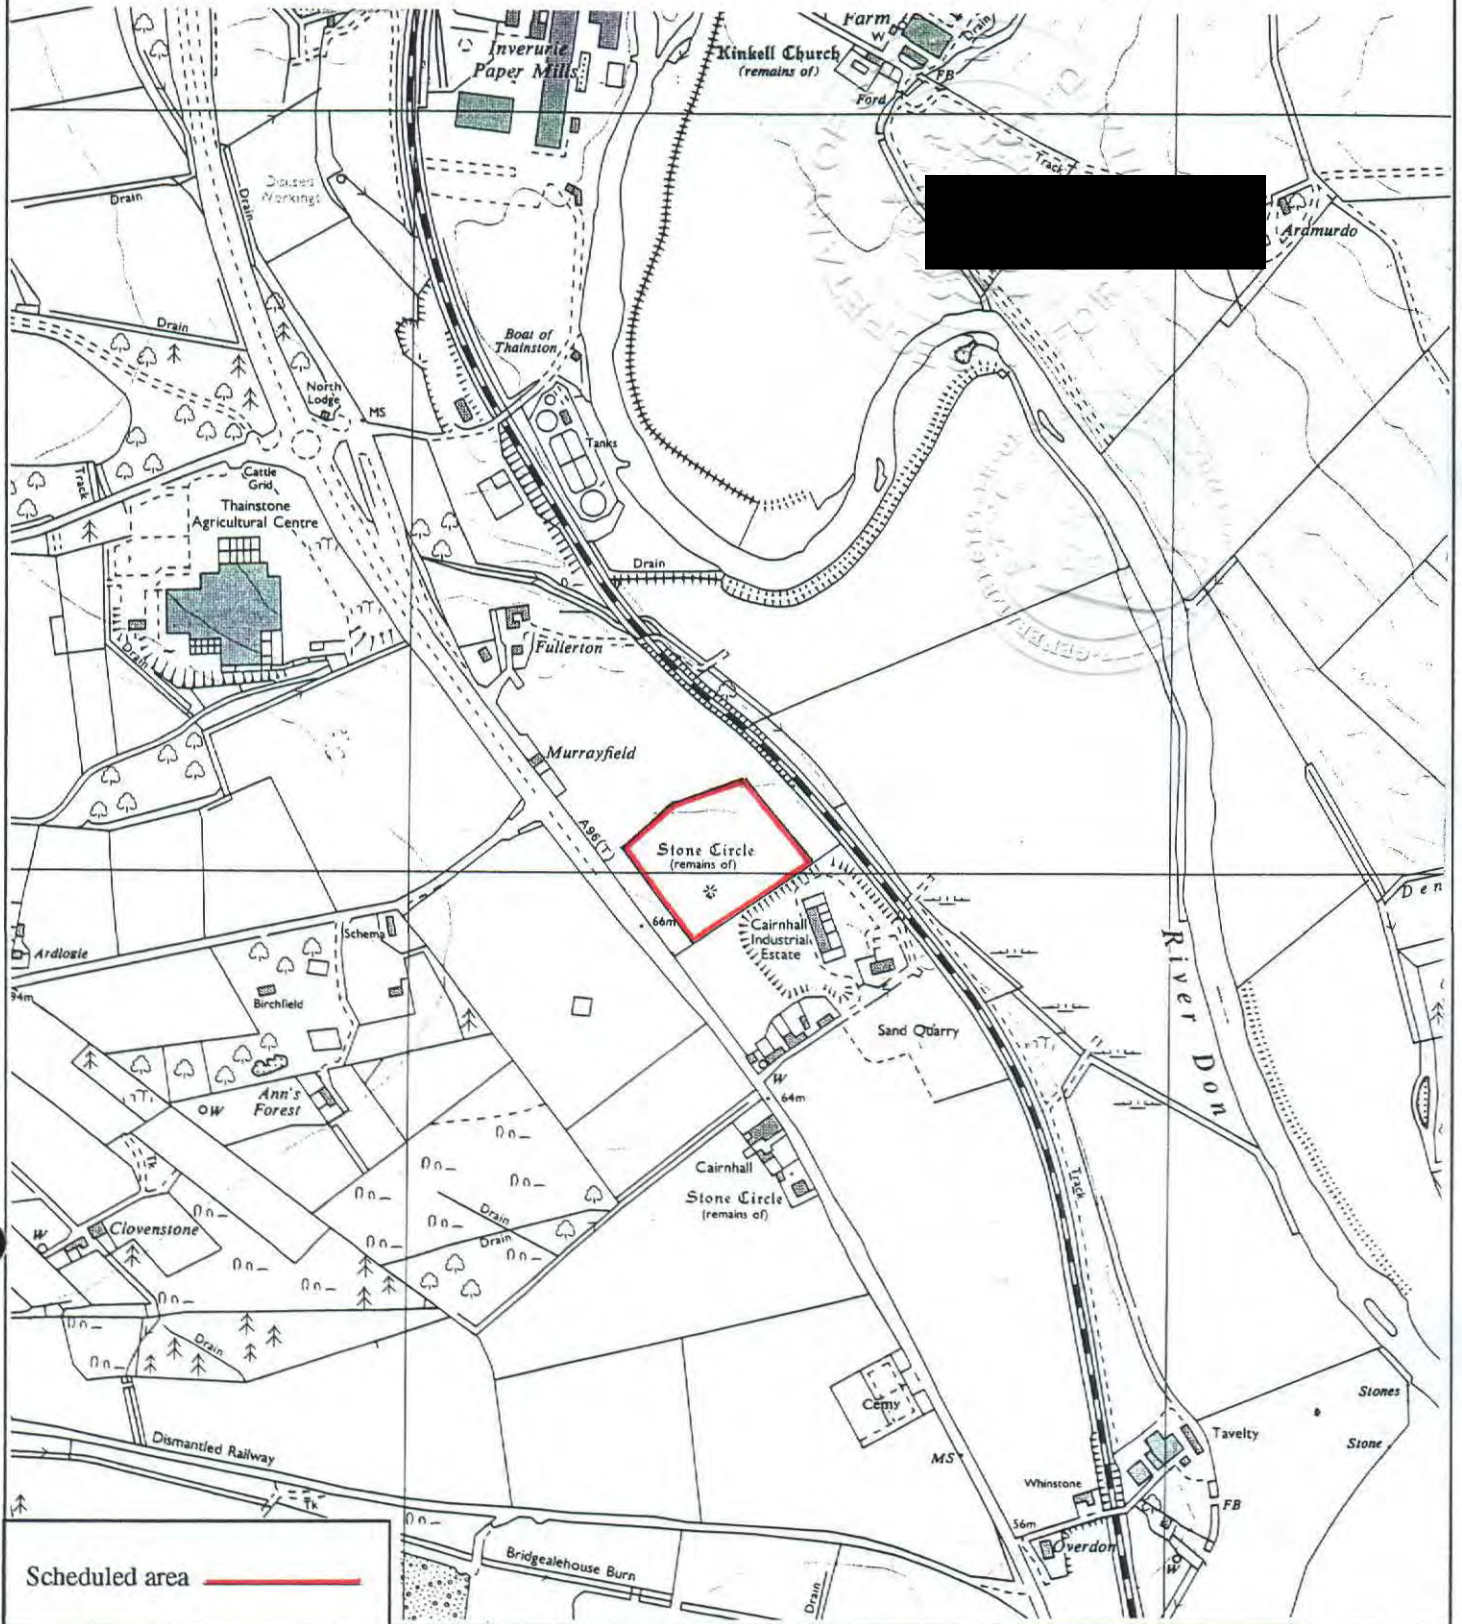 Inverurie
Paper Mills
Kinkell Church
(remains of)
Farm
W
Drain
FB
Ford
Track
Ardmurdo
Disused
Workings
Drain
Drain
Drain
Boat of
Thainston
North
Lodge
MS
Tanks
Track
Cattle
Grid
Thainstone
Agricultural Centre
Drain
Drain
Fullerton
Murrayfield
A96(T)
Stone Circle
(remains of)
66m
Cairnhall
Industrial
Estate
Den
Schema
Ardlogie
94m
Birchfield
Sand Quarry
River Don
Ann's
Forest
W
W
64m
Cairnhall
Stone Circle
(remains of)
Track
Tk
Drain
Drain
W
Clovenstone
Drain
Cemy
Stones
Tavelty
Stone
MS
Dismantled Railway
Tk
Whinstone
FB
56m
Overdon
W
Bridgealehouse Burn
Drain
Scheduled area